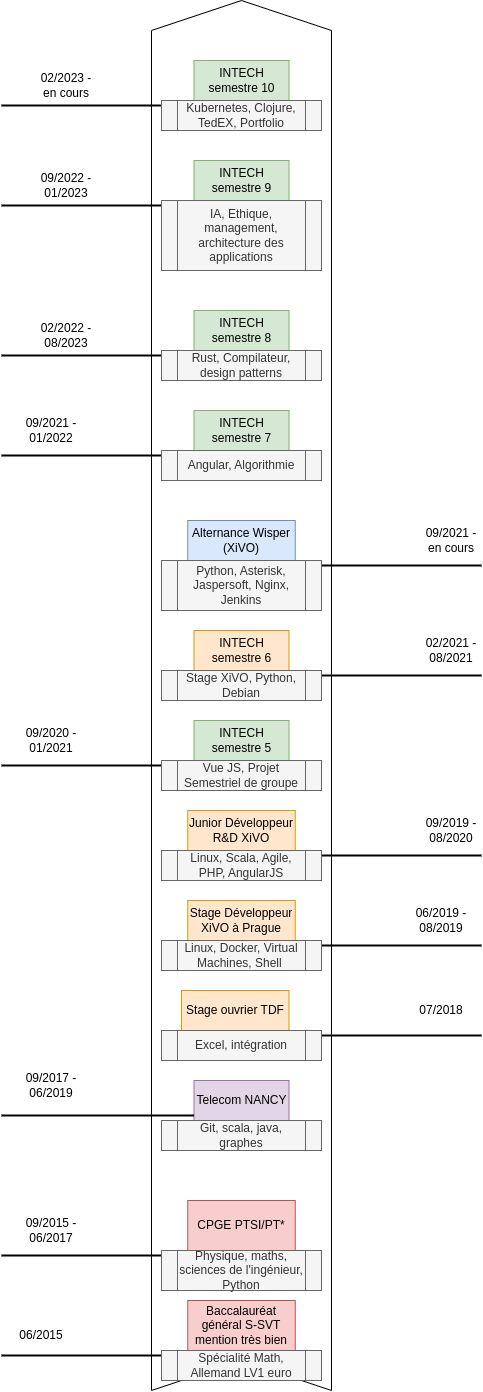 02/2023 -
en cours
INTECH
semestre 10
Kubernetes, Clojure,
TedEX, Portfolio
09/2022 -
01/2023
INTECH
semestre 9
IA, Ethique,
management,
architecture des
applications
02/2022 -
08/2023
INTECH
semestre 8
Rust, Compilateur,
design patterns
09/2021 -
01/2022
INTECH
semestre 7
Angular, Algorithmie
Alternance Wisper
(XiVO)
09/2021 -
en cours
Python, Asterisk,
Jaspersoft, Nginx,
Jenkins
INTECH
semestre 6
02/2021 -
08/2021
Stage XiVO, Python,
Debian
09/2020 -
01/2021
INTECH
semestre 5
Vue JS, Projet
Semestriel de groupe
Junior Développeur
R&D XiVO
09/2019 -
08/2020
Linux, Scala, Agile,
PHP, AngularJS
Stage Développeur
XiVO à Prague
06/2019 -
08/2019
Linux, Docker, Virtual
Machines, Shell
Stage ouvrier TDF
07/2018
Excel, intégration
09/2017 -
06/2019
Telecom NANCY
Git, scala, java,
graphes
09/2015 -
06/2017
CPGE PTSI/PT*
Physique, maths,
sciences de l'ingénieur,
Python
06/2015
Baccalauréat
général S-SVT
mention très bien
Spécialité Math,
Allemand LV1 euro